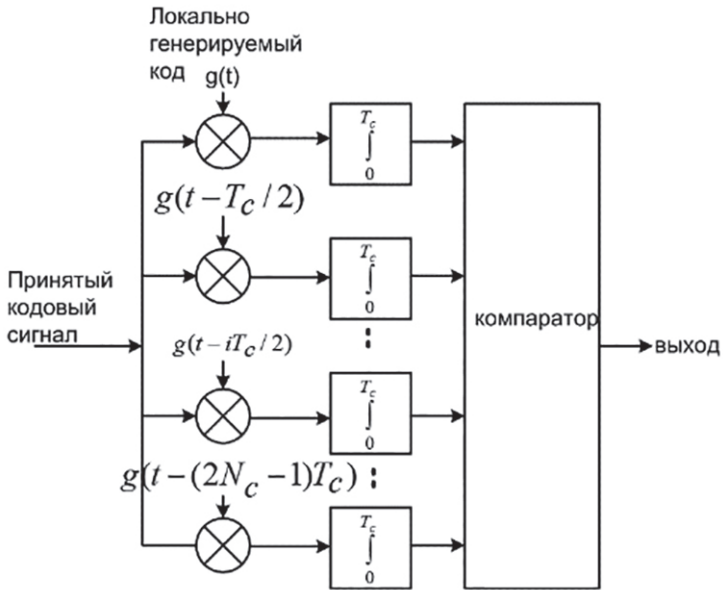 Локально
генерируемый
код g(t)
T_c
∫
0
g(t − T_C / 2)
T_c
∫
0
Принятый
кодовый
сигнал
компаратор
выход
g(t − iT_C / 2)
T_c
∫
0
g(t − (2N_C − 1)T_C)
T_c
∫
0